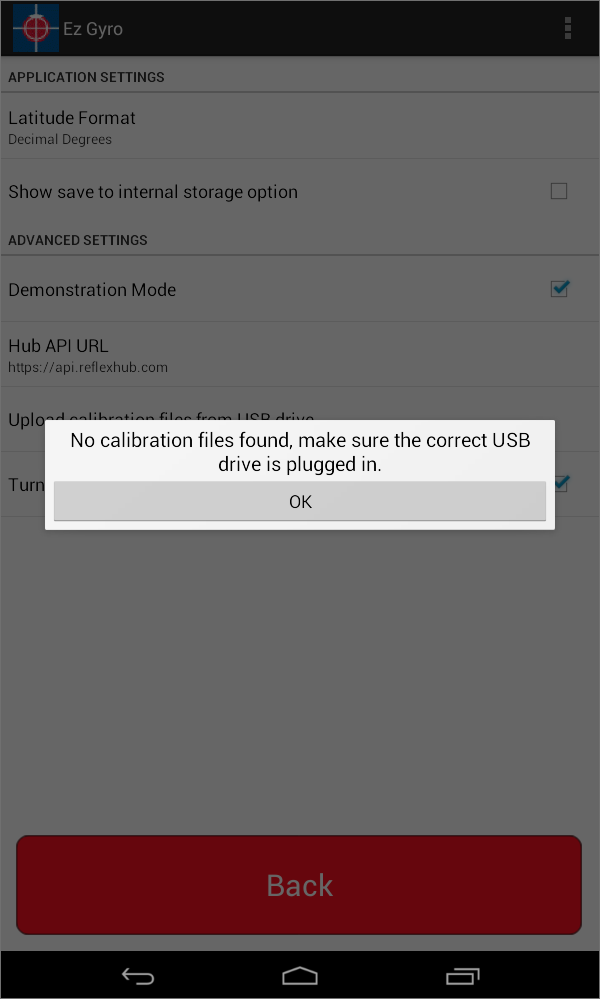 Ez Gyro
APPLICATION SETTINGS
Latitude Format
Decimal Degrees
Show save to internal storage option
ADVANCED SETTINGS
Demonstration Mode
Hub API URL
https://api.reflexhub.com
Upload calibration files from USB drive
No calibration files found, make sure the correct USB
drive is plugged in.
Turn
OK
Back